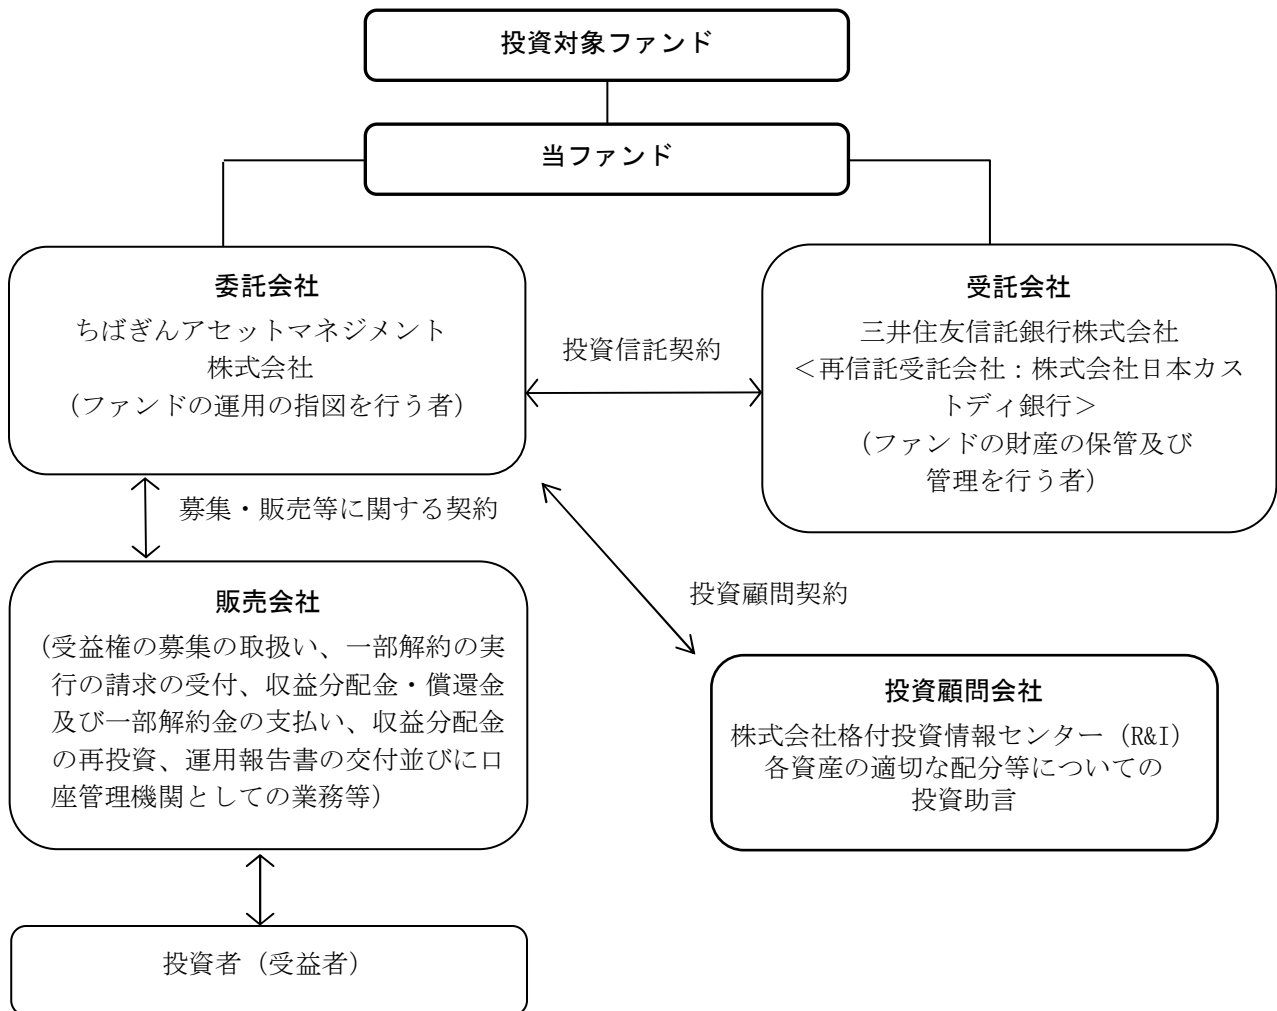 投資対象ファンド
当ファンド
委託会社
ちばぎんアセットマネジメント
株式会社
（ファンドの運用の指図を行う者）
投資信託契約
受託会社
三井住友信託銀行株式会社
＜再信託受託会社：株式会社日本カス
トディ銀行＞
（ファンドの財産の保管及び
管理を行う者）
募集・販売等に関する契約
投資顧問契約
販売会社
（受益権の募集の取扱い、一部解約の実
行の請求の受付、収益分配金・償還金
及び一部解約金の支払い、収益分配金
の再投資、運用報告書の交付並びに口
座管理機関としての業務等）
投資顧問会社
株式会社格付投資情報センター（R&I）
各資産の適切な配分等についての
投資助言
投資者（受益者）